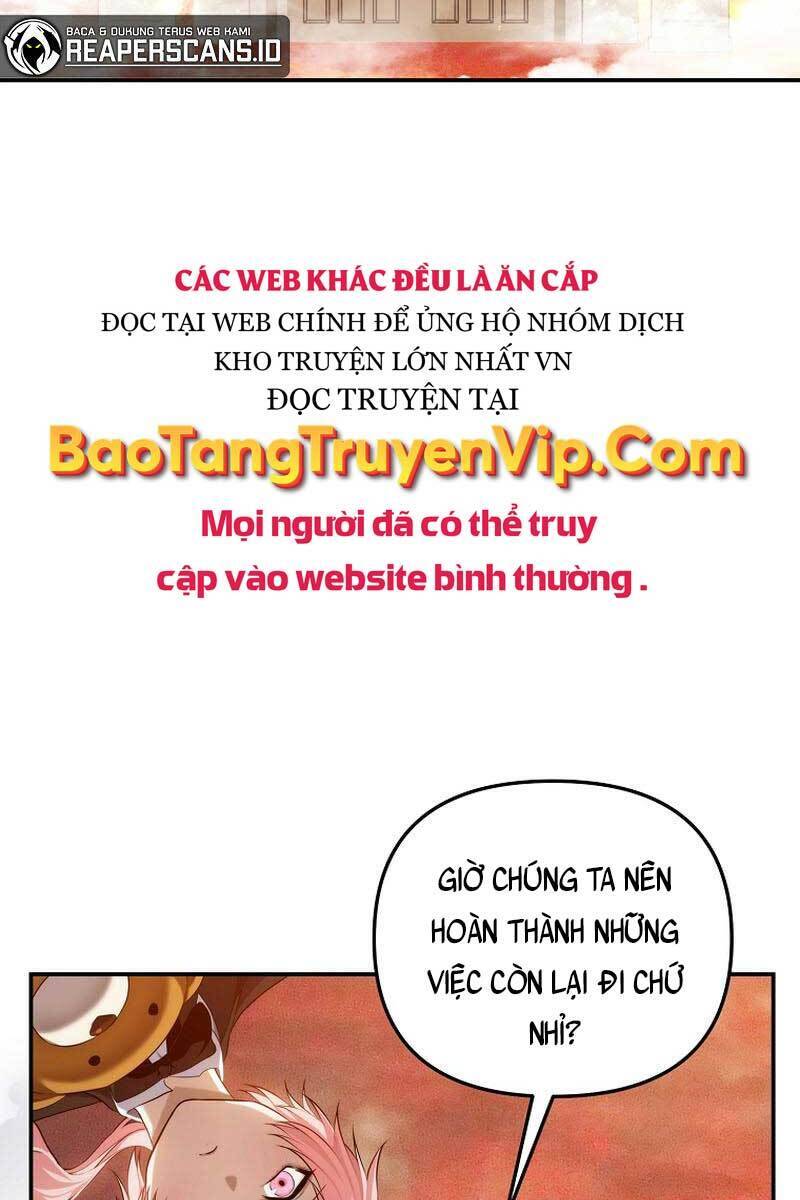 BACA & DUKUNG TERUS WEB KAMI
REAPERSCANS.ID
CÁC WEB KHÁC ĐỀU LÀ ĂN CẮP
ĐỌC TẠI WEB CHÍNH ĐỂ ỦNG HỘ NHÓM DỊCH
KHO TRUYỆN LỚN NHẤT VN
ĐỌC TRUYỆN TẠI
BaoTangTruyenVip.Com
Mọi người đã có thể truy
cập vào website bình thường .
GIỜ CHÚNG TA NÊN
HOÀN THÀNH NHỮNG
VIỆC CÒN LẠI ĐI CHỨ
NHỈ?